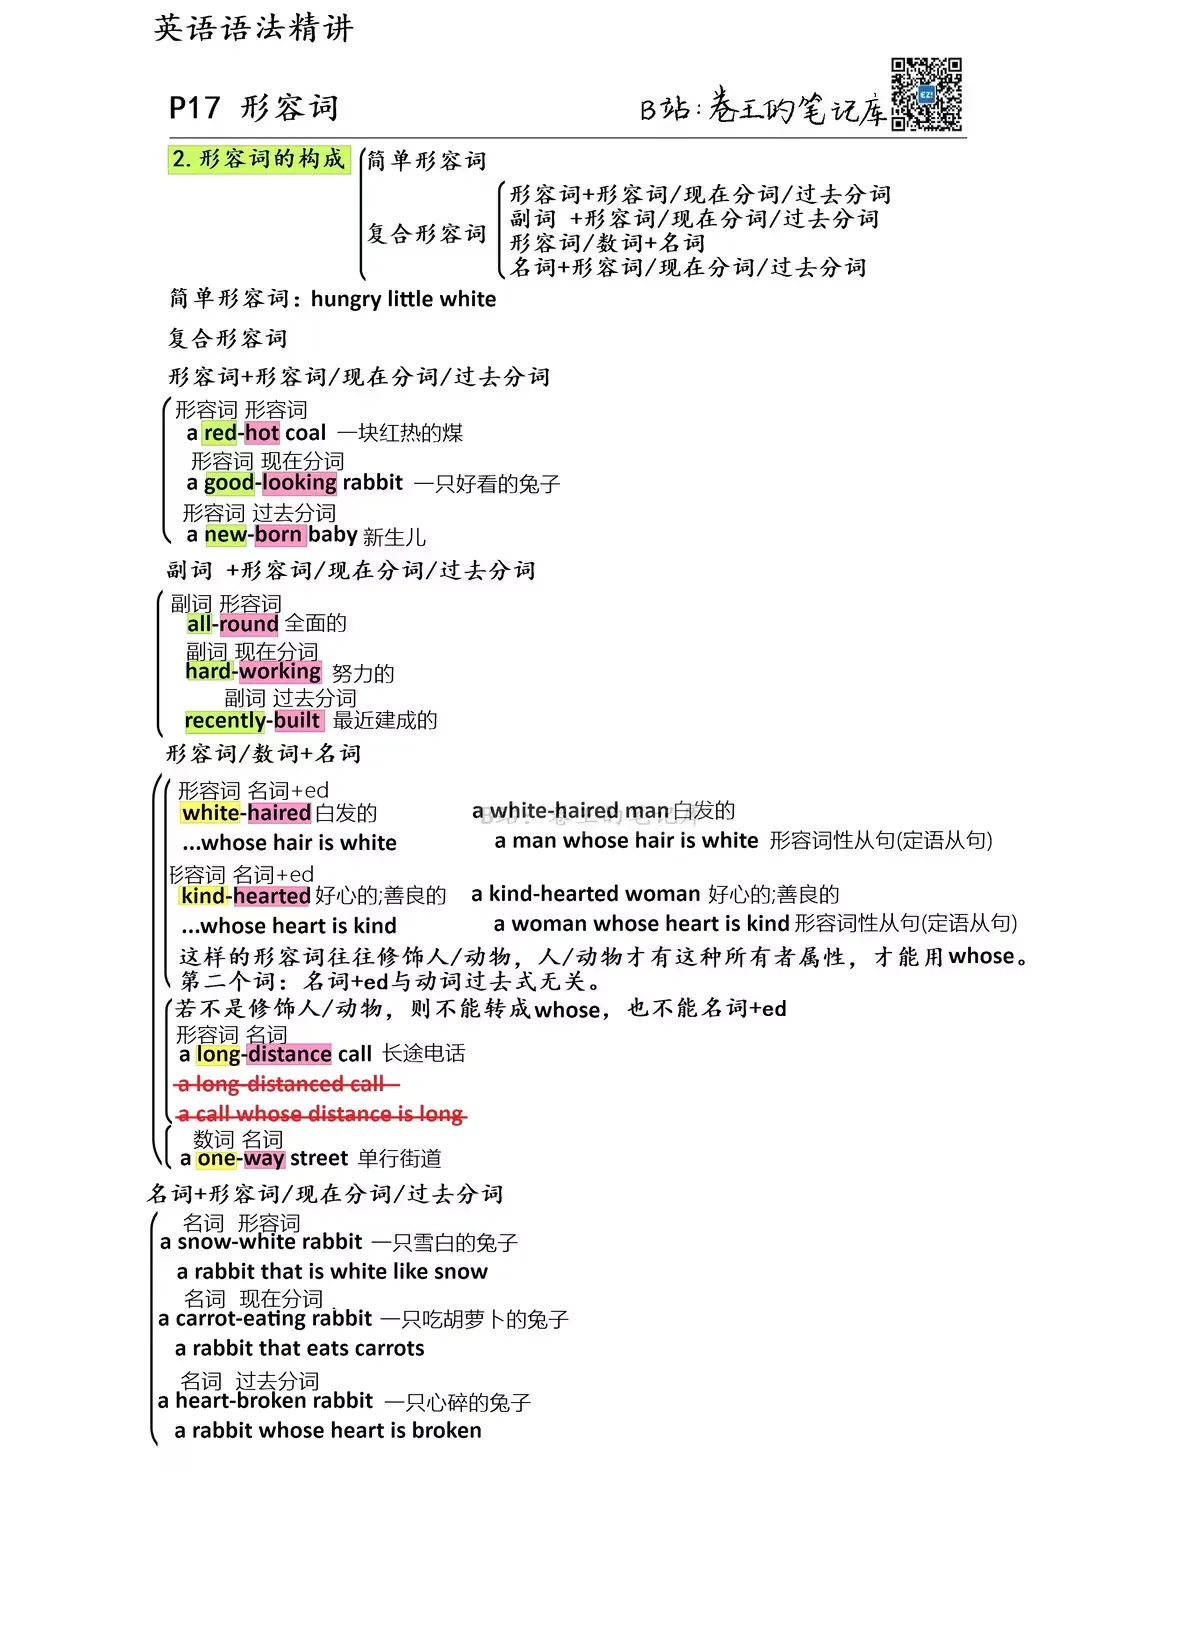 英语语法精讲
P17 形容词
B站:卷王的笔记库
EZ!
2.形容词的构成
简单形容词
复合形容词
形容词+形容词/现在分词/过去分词
副词 +形容词/现在分词/过去分词
形容词/数词+名词
名词+形容词/现在分词/过去分词
简单形容词：hungry little white
复合形容词
形容词+形容词/现在分词/过去分词
形容词 形容词
a red-hot coal 一块红热的煤
形容词 现在分词
a good-looking rabbit 一只好看的兔子
形容词 过去分词
a new-born baby 新生儿
副词 +形容词/现在分词/过去分词
副词 形容词
all-round 全面的
副词 现在分词
hard-working 努力的
副词 过去分词
recently-built 最近建成的
形容词/数词+名词
形容词 名词+ed
white-haired 白发的 a white-haired man 白发的
B站：卷王的笔记库
...whose hair is white a man whose hair is white 形容词性从句(定语从句)
形容词 名词+ed
kind-hearted 好心的;善良的 a kind-hearted woman 好心的;善良的
...whose heart is kind a woman whose heart is kind 形容词性从句(定语从句)
这样的形容词往往修饰人/动物，人/动物才有这种所有者属性，才能用whose。
第二个词：名词+ed与动词过去式无关。
若不是修饰人/动物，则不能转成whose，也不能名词+ed
形容词 名词
a long-distance call 长途电话
a long-distanced call
a call whose distance is long
数词 名词
a one-way street 单行街道
名词+形容词/现在分词/过去分词
名词 形容词
a snow-white rabbit 一只雪白的兔子
a rabbit that is white like snow
名词 现在分词
a carrot-eating rabbit 一只吃胡萝卜的兔子
a rabbit that eats carrots
名词 过去分词
a heart-broken rabbit 一只心碎的兔子
a rabbit whose heart is broken